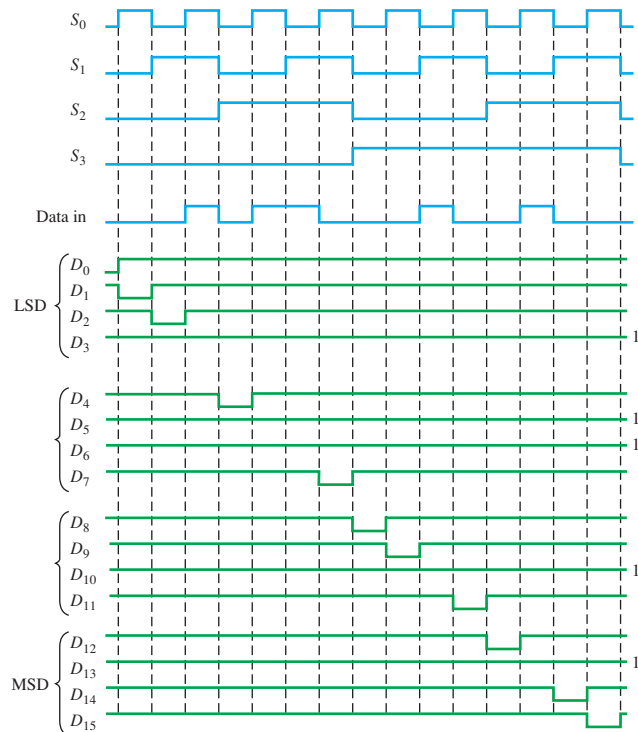 S0
S1
S2
S3
Data in
D0
D1
LSD
D2
D3 1
D4
D5 1
D6 1
D7
D8
D9
D10 1
D11
D12
D13 1
MSD
D14
D15